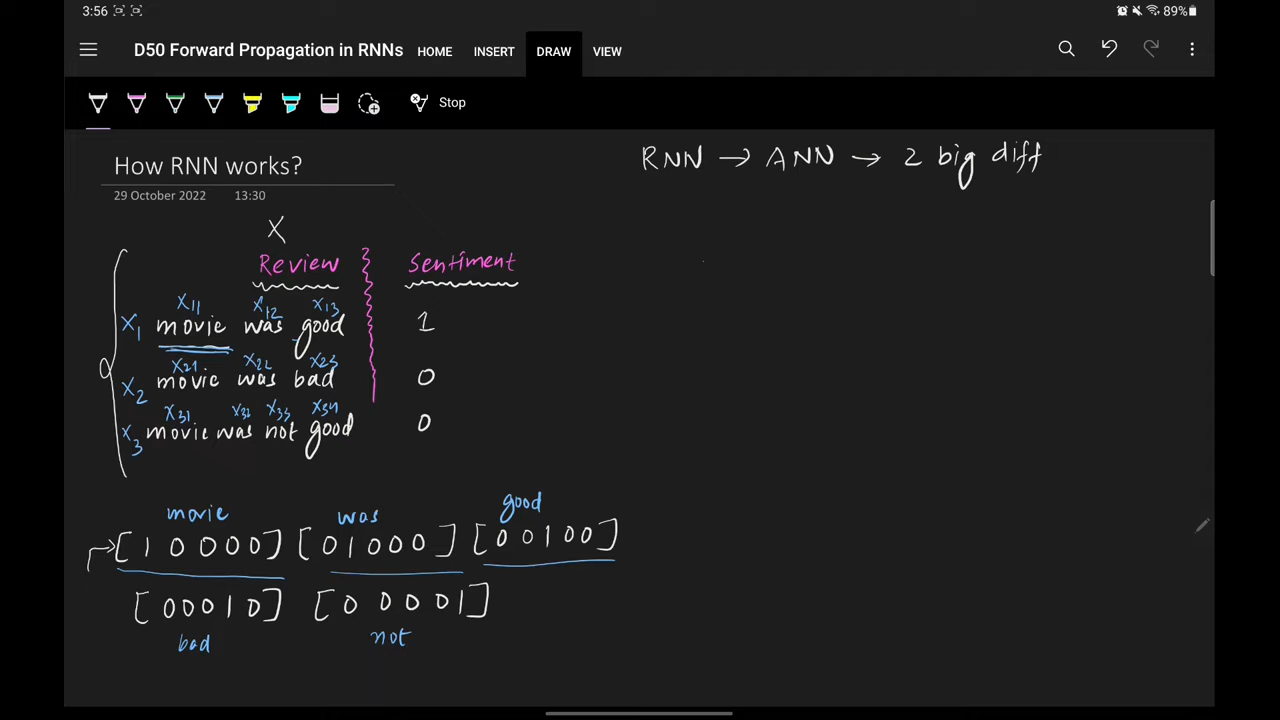 3:56 89%
D50 Forward Propagation in RNNs HOME INSERT DRAW VIEW
Stop
How RNN works?
29 October 2022 13:30
RNN → ANN → 2 big diff
X
Review Sentiment
X11 X12 X13
X1 movie was good 1
X21 X22 X23
X2 movie was bad 0
X31 X32 X33 X34
X3 movie was not good 0
movie was good
[1 0 0 0 0] [0 1 0 0 0] [0 0 1 0 0]
[0 0 0 1 0] [0 0 0 0 1]
bad not